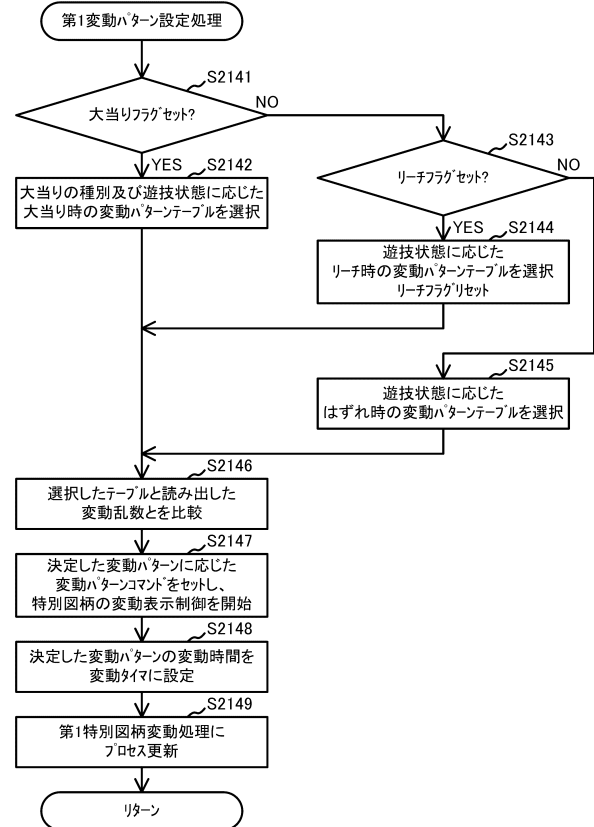 第1変動パターン設定処理
S2141
大当りフラグセット?
NO
YES
S2142
大当りの種別及び遊技状態に応じた
大当り時の変動パターンテーブルを選択
S2143
リーチフラグセット?
NO
YES
S2144
遊技状態に応じた
リーチ時の変動パターンテーブルを選択
リーチフラグリセット
S2145
遊技状態に応じた
はずれ時の変動パターンテーブルを選択
S2146
選択したテーブルと読み出した
変動乱数とを比較
S2147
決定した変動パターンに応じた
変動パターンコマンドをセットし、
特別図柄の変動表示制御を開始
S2148
決定した変動パターンの変動時間を
変動タイマに設定
S2149
第1特別図柄変動処理に
プロセス更新
リターン